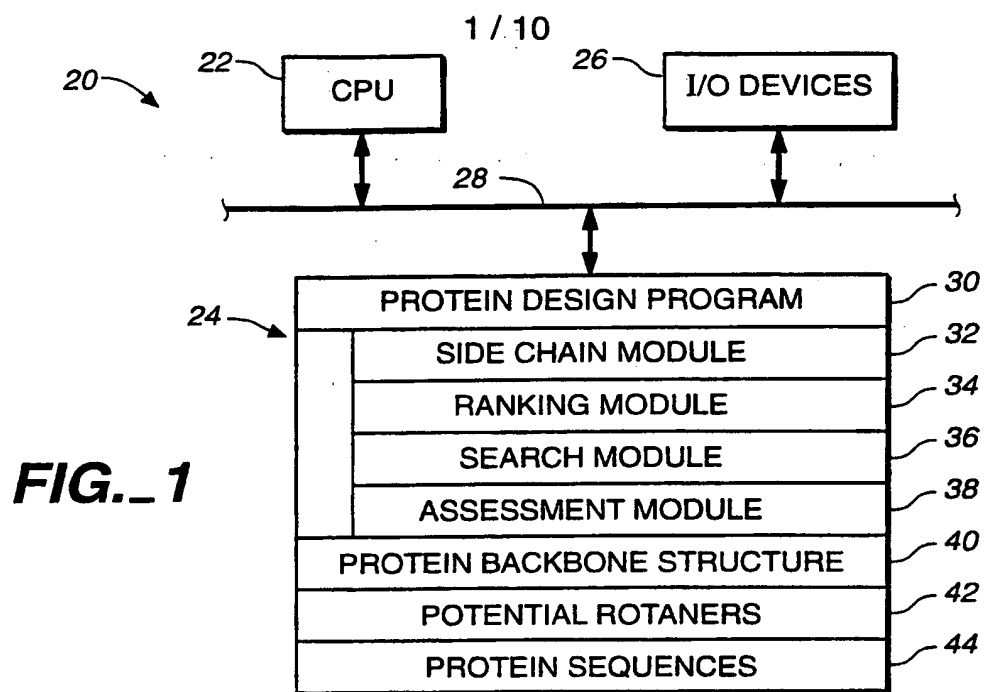 1 / 10
20
22
CPU
26
I/O DEVICES
28
PROTEIN DESIGN PROGRAM
30
24
SIDE CHAIN MODULE
32
RANKING MODULE
34
SEARCH MODULE
36
FIG._1
ASSESSMENT MODULE
38
PROTEIN BACKBONE STRUCTURE
40
POTENTIAL ROTANERS
42
PROTEIN SEQUENCES
44